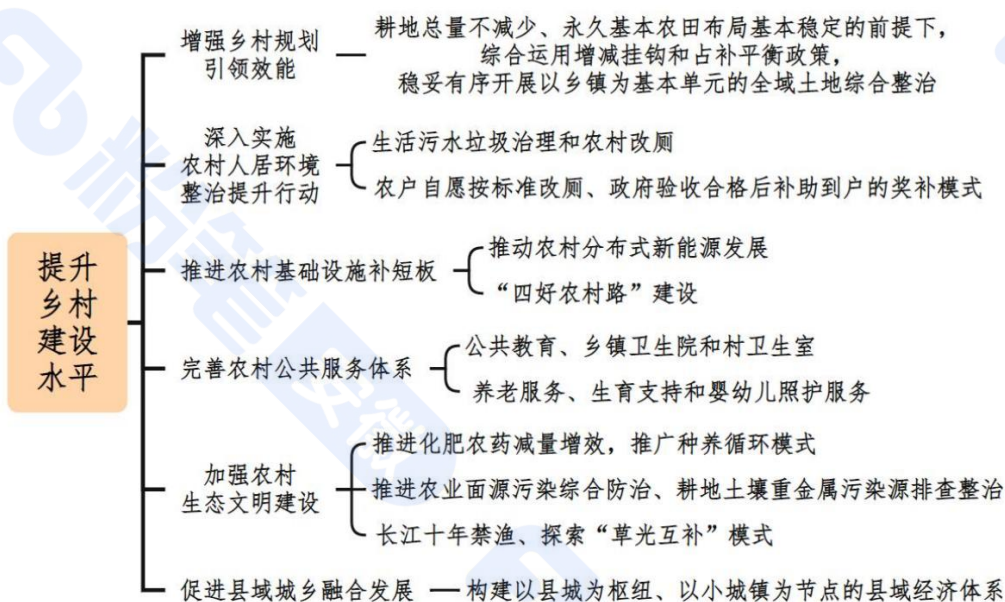 提升
乡村
建设
水平
增强乡村规划
引领效能
耕地总量不减少、永久基本农田布局基本稳定的前提下,
综合运用增减挂钩和占补平衡政策,
稳妥有序开展以乡镇为基本单元的全域土地综合整治
深入实施
农村人居环境
整治提升行动
生活污水垃圾治理和农村改厕
农户自愿按标准改厕、政府验收合格后补助到户的奖补模式
推进农村基础设施补短板
推动农村分布式新能源发展
“四好农村路”建设
完善农村公共服务体系
公共教育、乡镇卫生院和村卫生室
养老服务、生育支持和婴幼儿照护服务
加强农村
生态文明建设
推进化肥农药减量增效，推广种养循环模式
推进农业面源污染综合防治、耕地土壤重金属污染源排查整治
长江十年禁渔、探索“草光互补”模式
促进县域城乡融合发展
构建以县城为枢纽、以小城镇为节点的县域经济体系
粉笔安徽